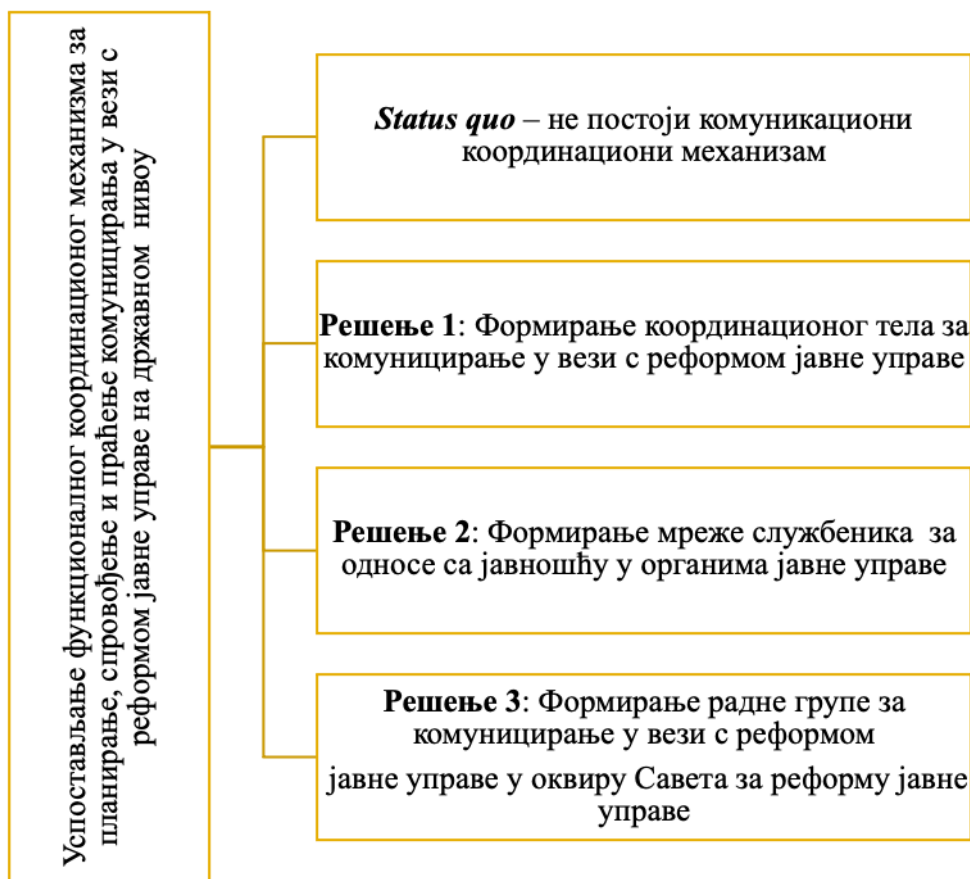 Успостављање функционалног координационог механизма за
планирање, спровођење и праћење комуницирања у вези с
реформом јавне управе на државном нивоу
Status quo – не постоји комуникациони
координациони механизам
Решење 1: Формирање координационог тела за
комуницирање у вези с реформом јавне управе
Решење 2: Формирање мреже службеника за
односе са јавношћу у органима јавне управе
Решење 3: Формирање радне групе за
комуницирање у вези с реформом
јавне управе у оквиру Савета за реформу јавне
управе